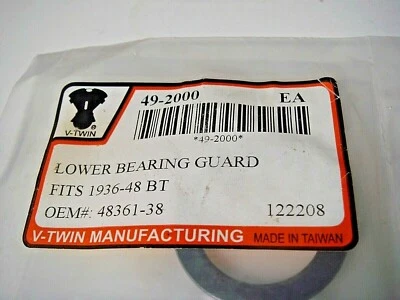 49-2000 EA
V-TWIN ®
*49-2000*
LOWER BEARING GUARD
FITS 1936-48 BT
OEM#: 48361-38 122208
V-TWIN MANUFACTURING MADE IN TAIWAN